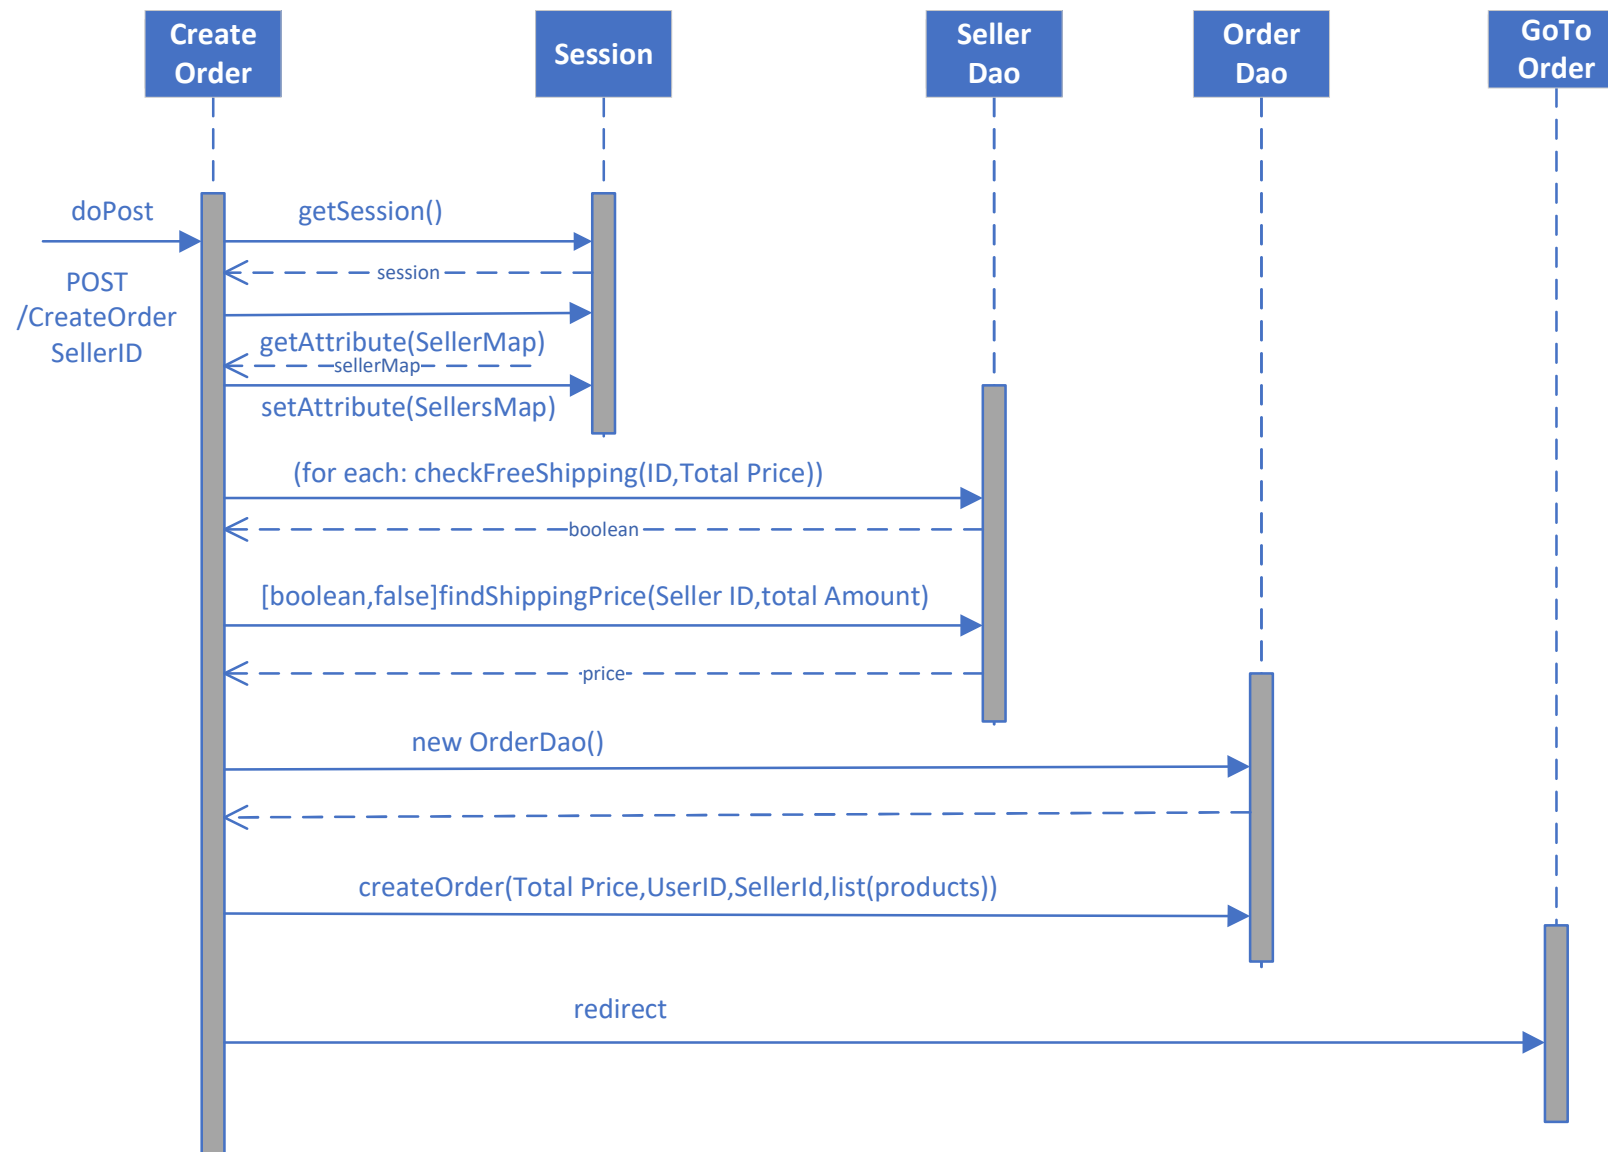 Create
Order
Session
Seller
Dao
Order
Dao
GoTo
Order
doPost
getSession()
session
POST
/CreateOrder
SellerID
getAttribute(SellerMap)
sellerMap
setAttribute(SellersMap)
(for each: checkFreeShipping(ID,Total Price))
boolean
[boolean,false]findShippingPrice(Seller ID,total Amount)
price
new OrderDao()
createOrder(Total Price,UserID,SellerId,list(products))
redirect